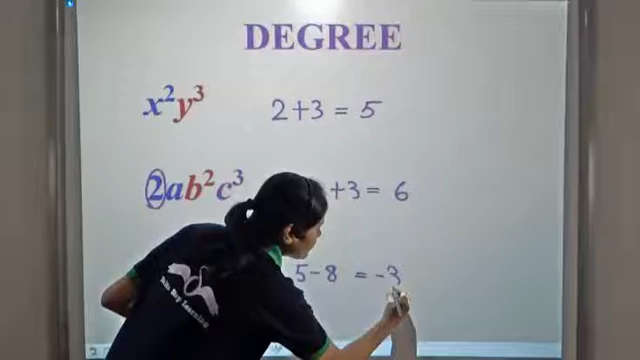 DEGREE
x²y³ 2+3 = 5
2ab²c³ +3 = 6
5-8 = -3